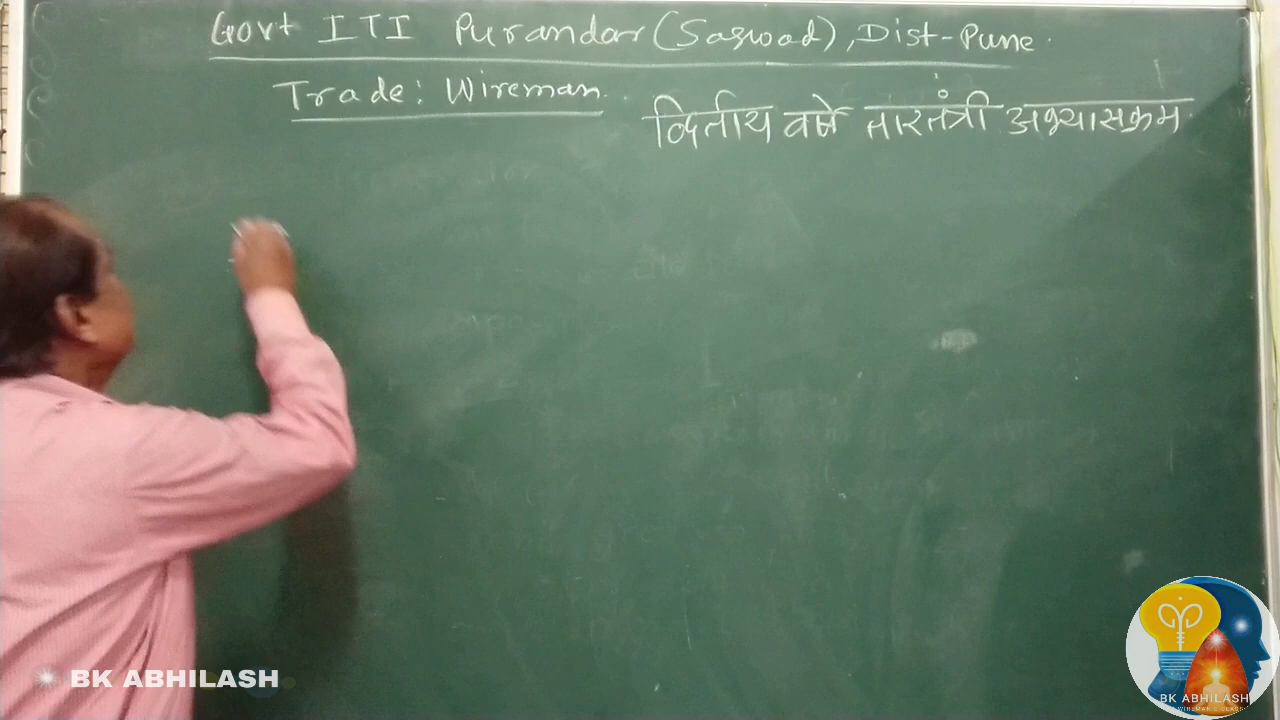 Govt ITI Purandar (Saswad), Dist-Pune.
Trade: Wireman.
द्वितीय वर्षे तारतंत्री अभ्यासक्रम.
BK ABHILASH
BK ABHILASH